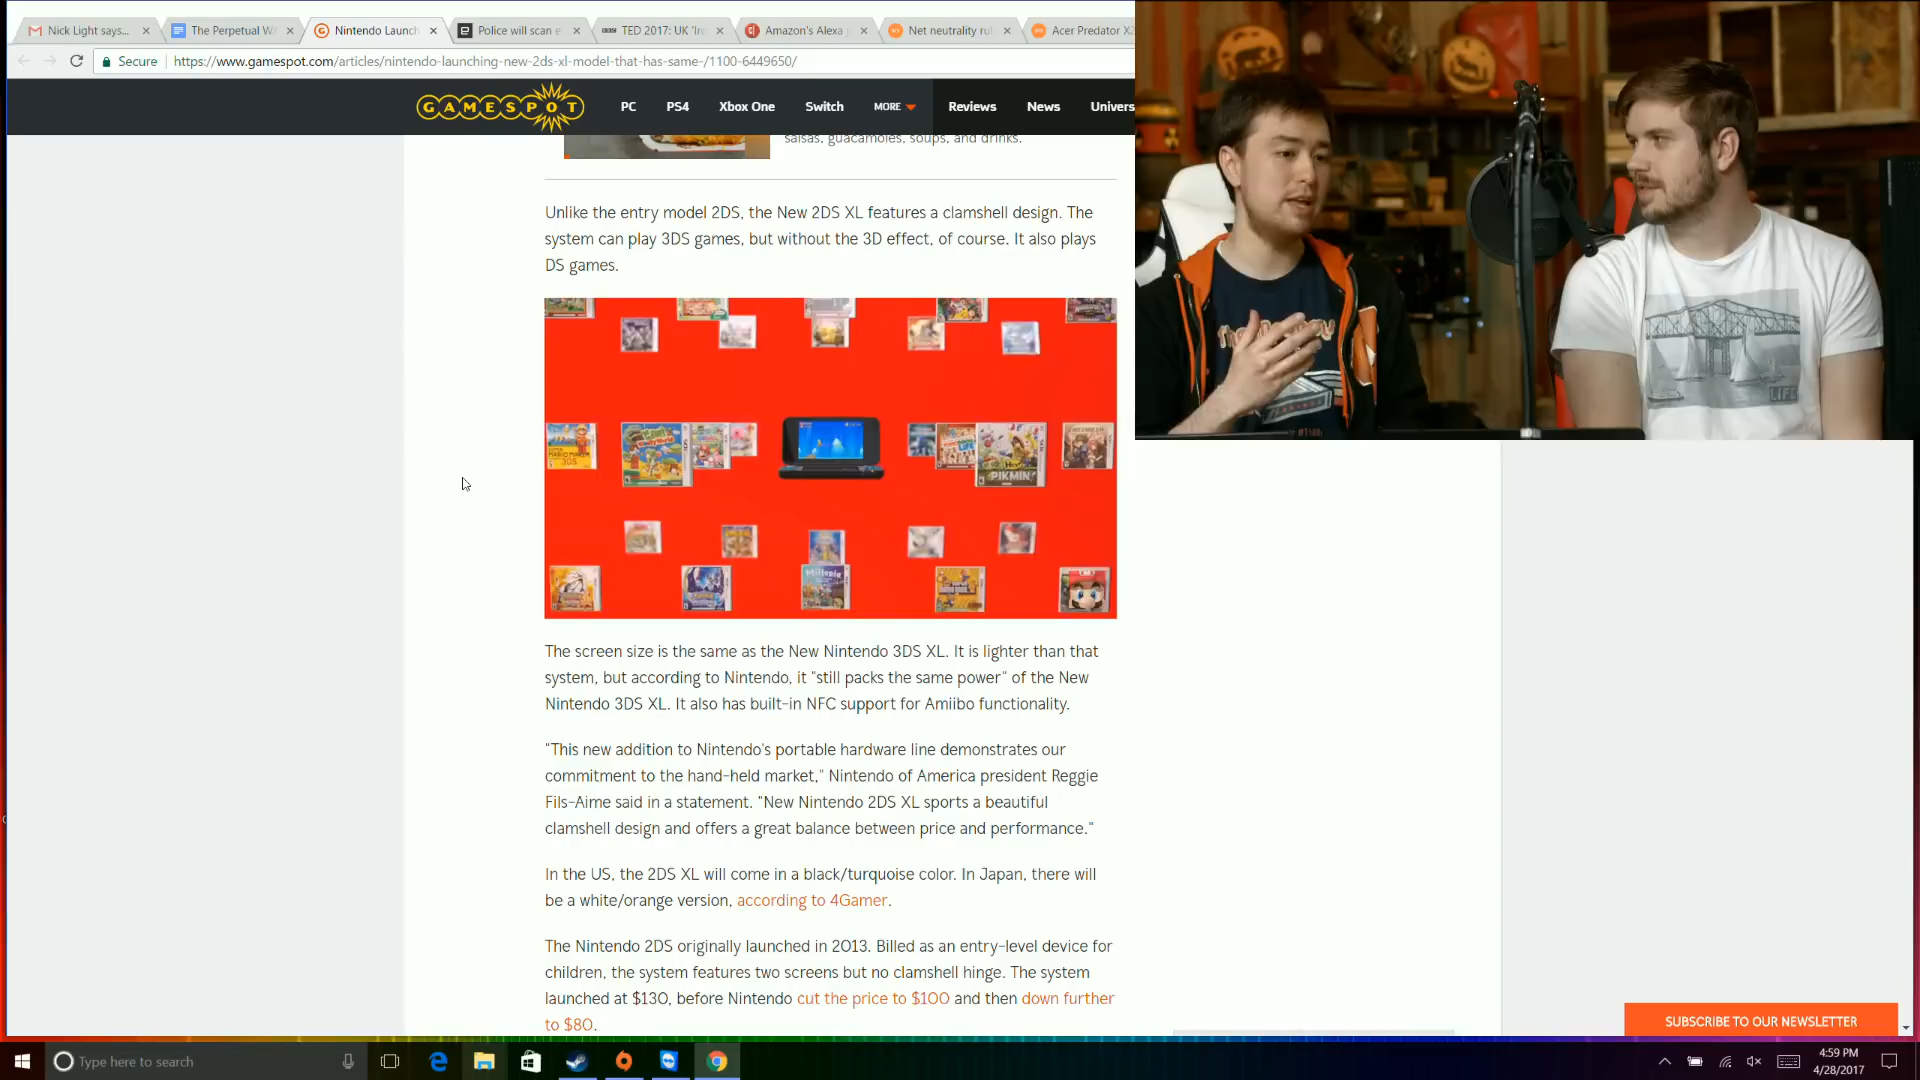 Nick Light says...
The Perpetual W
Nintendo Launch
Police will scan e
TED 2017: UK 'Iro
Amazon's Alexa
Net neutrality rul
Acer Predator X2
Secure
https://www.gamespot.com/articles/nintendo-launching-new-2ds-xl-model-that-has-same-/1100-6449650/
GAMESPOT
PC
PS4
Xbox One
Switch
MORE
Reviews
News
Univers
salsas, guacamoles, soups, and drinks.
Unlike the entry model 2DS, the New 2DS XL features a clamshell design. The
system can play 3DS games, but without the 3D effect, of course. It also plays
DS games.
PIKMIN
Miitopia
The screen size is the same as the New Nintendo 3DS XL. It is lighter than that
system, but according to Nintendo, it "still packs the same power" of the New
Nintendo 3DS XL. It also has built-in NFC support for Amiibo functionality.
"This new addition to Nintendo's portable hardware line demonstrates our
commitment to the hand-held market," Nintendo of America president Reggie
Fils-Aime said in a statement. "New Nintendo 2DS XL sports a beautiful
clamshell design and offers a great balance between price and performance."
In the US, the 2DS XL will come in a black/turquoise color. In Japan, there will
be a white/orange version, according to 4Gamer.
The Nintendo 2DS originally launched in 2013. Billed as an entry-level device for
children, the system features two screens but no clamshell hinge. The system
launched at $130, before Nintendo cut the price to $100 and then down further
to $80.
LIFE
SUBSCRIBE TO OUR NEWSLETTER
Type here to search
4:59 PM
4/28/2017